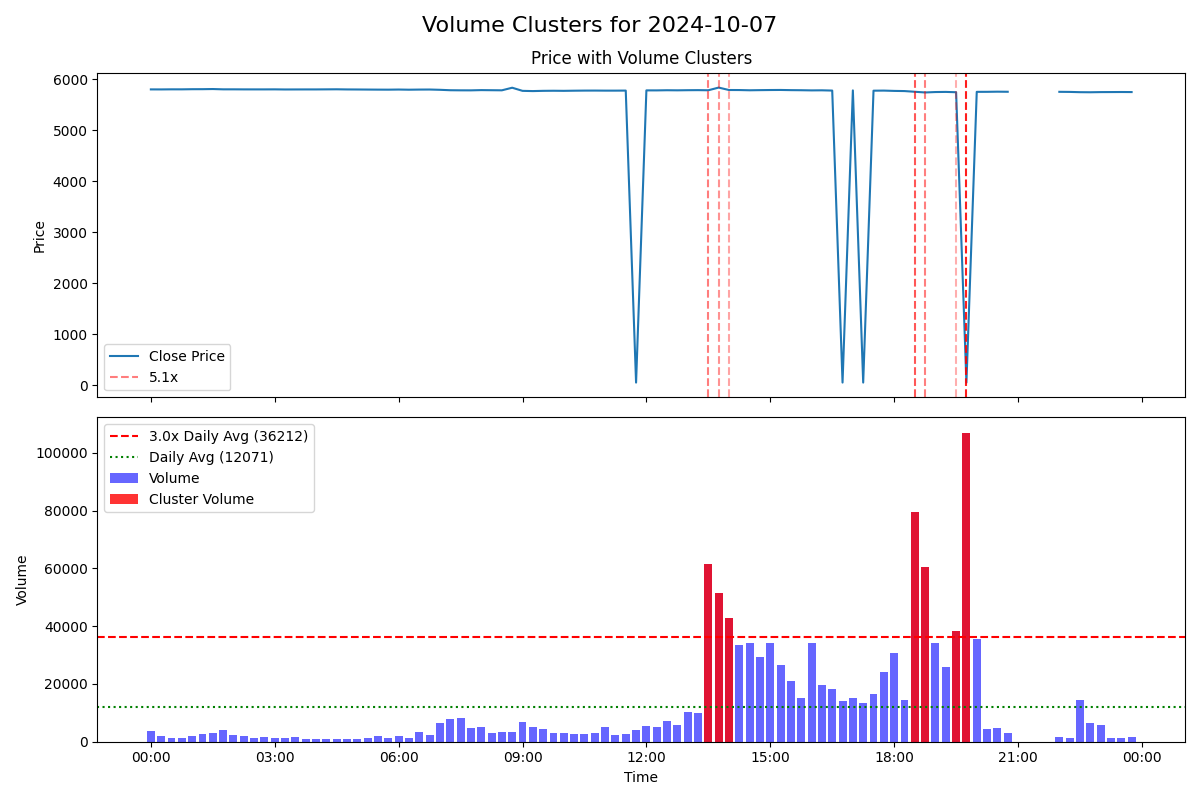 Volume Clusters for 2024-10-07
Price with Volume Clusters
6000
5000
4000
3000
2000
1000
0
Price
Close Price
5.1x
3.0x Daily Avg (36212)
Daily Avg (12071)
Volume
Cluster Volume
100000
80000
60000
40000
20000
0
Volume
00:00 03:00 06:00 09:00 12:00 15:00 18:00 21:00 00:00
Time